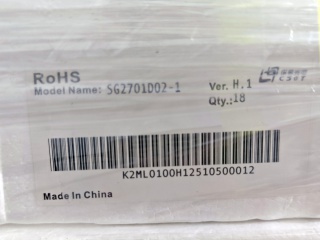 RoHS
Model Name: SG2701D02-1
Ver. H.1
Qty.:18
K2ML0100H12510500012
Made In China